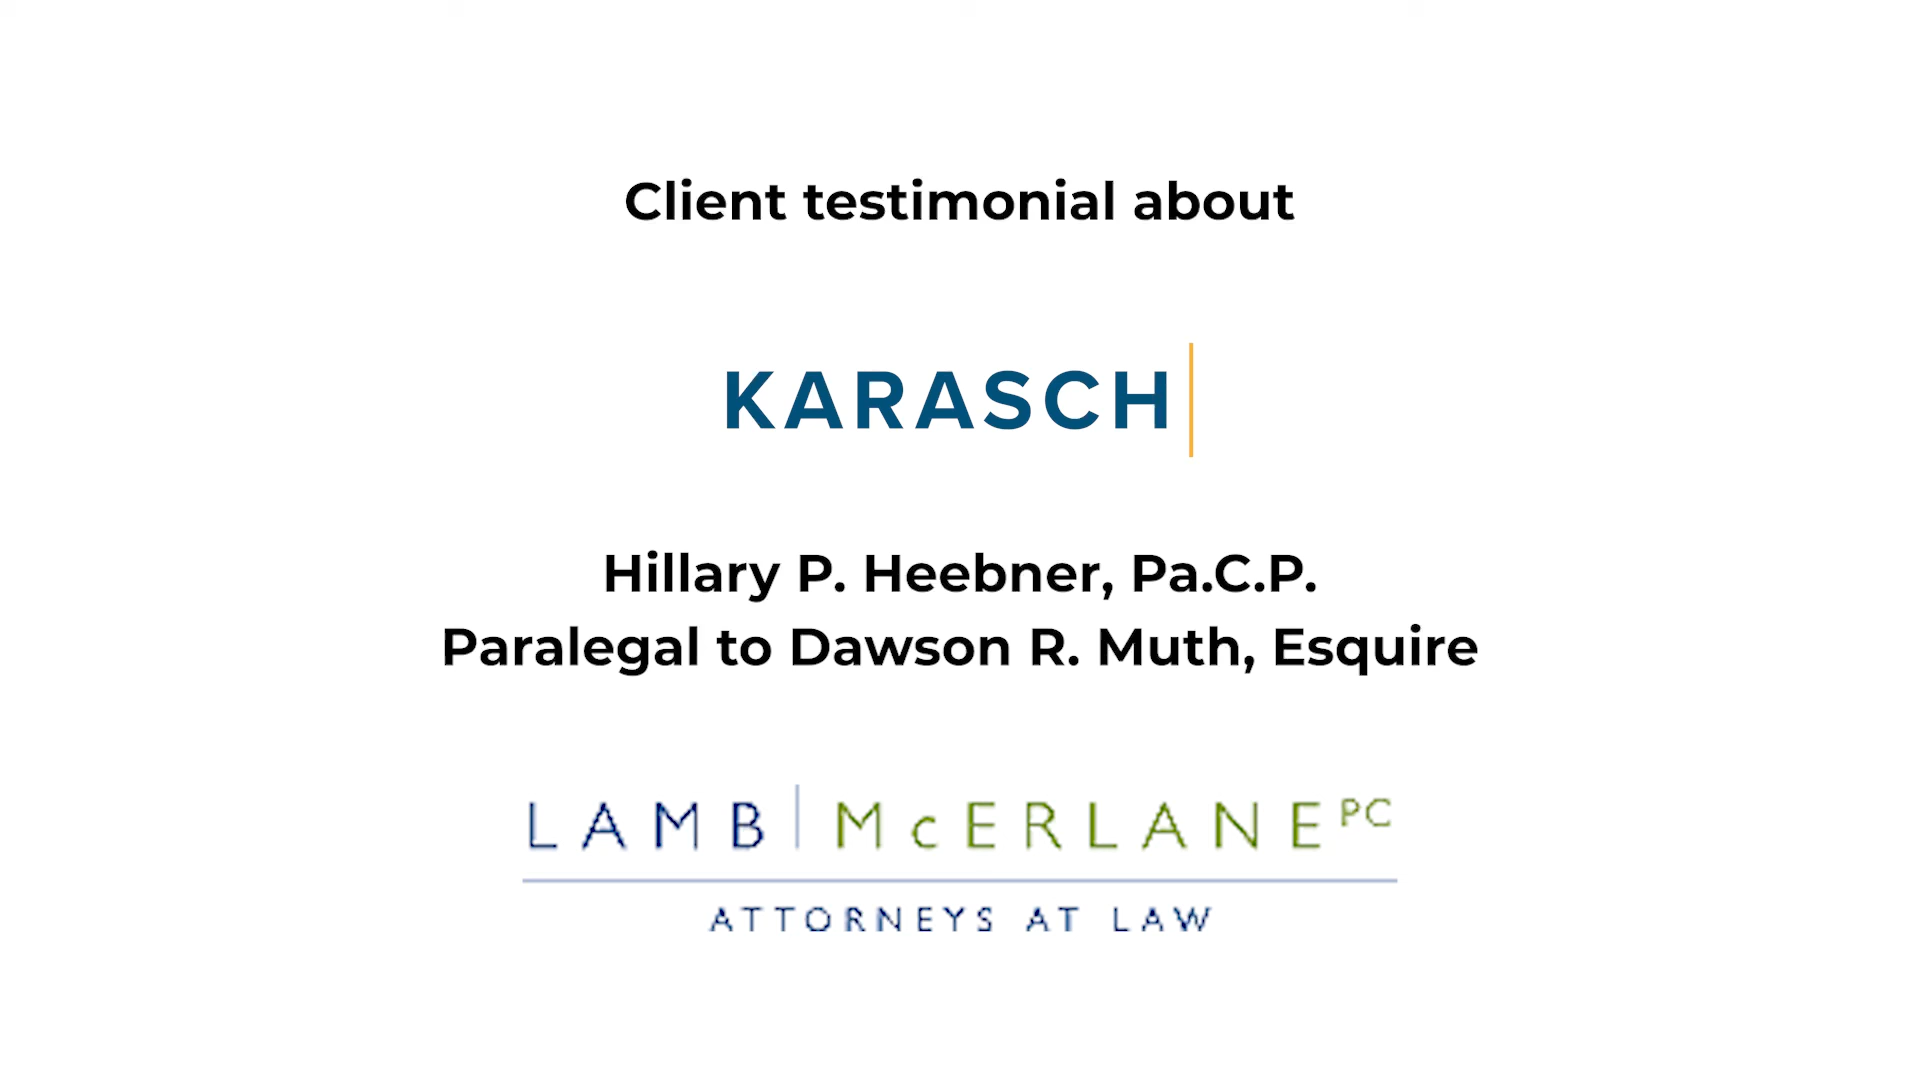 Client testimonial about
KARASCH
Hillary P. Heebner, Pa.C.P.
Paralegal to Dawson R. Muth, Esquire
LAMB McERLANE PC
ATTORNEYS AT LAW